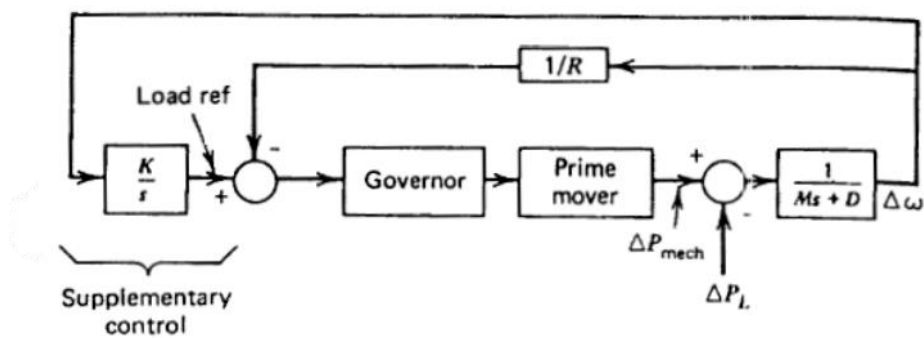 1/R
Load ref
-
+
K
s
+
Governor
Prime
mover
-
1
Ms + D
Δω
ΔP_mech
ΔP_L
Supplementary
control